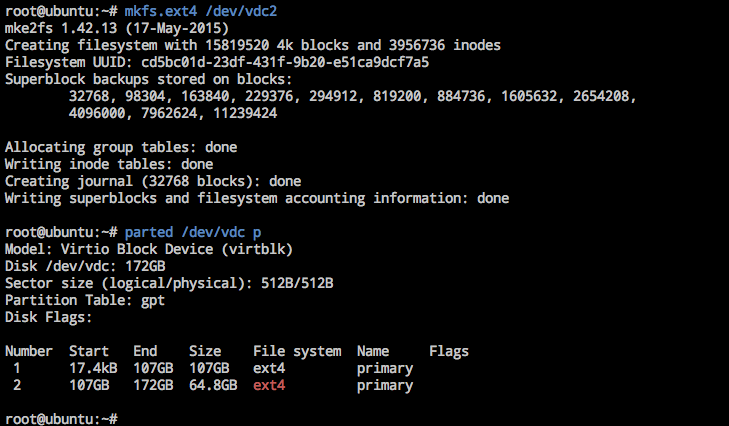 root@ubuntu:~# mkfs.ext4 /dev/vdc2
mke2fs 1.42.13 (17-May-2015)
Creating filesystem with 15819520 4k blocks and 3956736 inodes
Filesystem UUID: cd5bc01d-23df-431f-9b20-e51ca9dcf7a5
Superblock backups stored on blocks:
        32768, 98304, 163840, 229376, 294912, 819200, 884736, 1605632, 2654208,
        4096000, 7962624, 11239424

Allocating group tables: done
Writing inode tables: done
Creating journal (32768 blocks): done
Writing superblocks and filesystem accounting information: done

root@ubuntu:~# parted /dev/vdc p
Model: Virtio Block Device (virtblk)
Disk /dev/vdc: 172GB
Sector size (logical/physical): 512B/512B
Partition Table: gpt
Disk Flags:

Number  Start   End    Size    File system  Name     Flags
 1      17.4kB  107GB  107GB   ext4         primary
 2      107GB   172GB  64.8GB  ext4         primary

root@ubuntu:~#